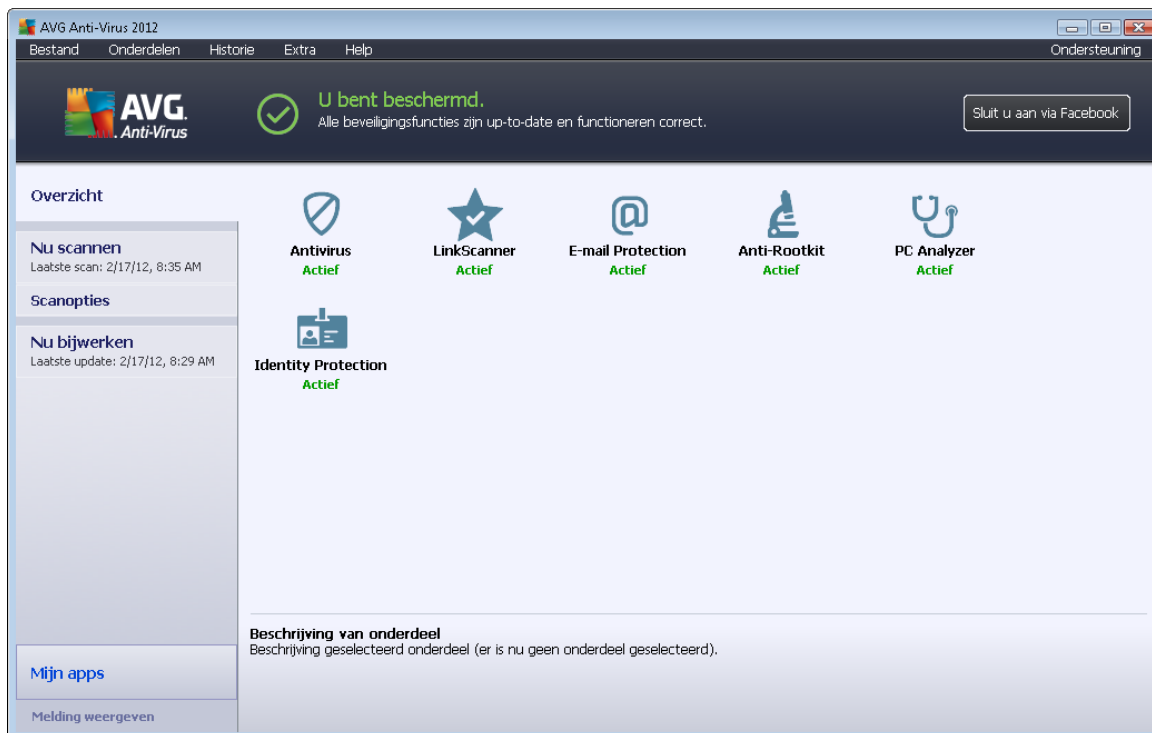 AVG Anti-Virus 2012
Bestand Onderdelen Historie Extra Help Ondersteuning
AVG.
Anti-Virus
U bent beschermd.
Alle beveiligingsfuncties zijn up-to-date en functioneren correct.
Sluit u aan via Facebook
Overzicht
Nu scannen
Laatste scan: 2/17/12, 8:35 AM
Scanopties
Nu bijwerken
Laatste update: 2/17/12, 8:29 AM
Mijn apps
Melding weergeven
Antivirus LinkScanner E-mail Protection Anti-Rootkit PC Analyzer
Actief Actief Actief Actief Actief
Identity Protection
Actief
Beschrijving van onderdeel
Beschrijving geselecteerd onderdeel (er is nu geen onderdeel geselecteerd).